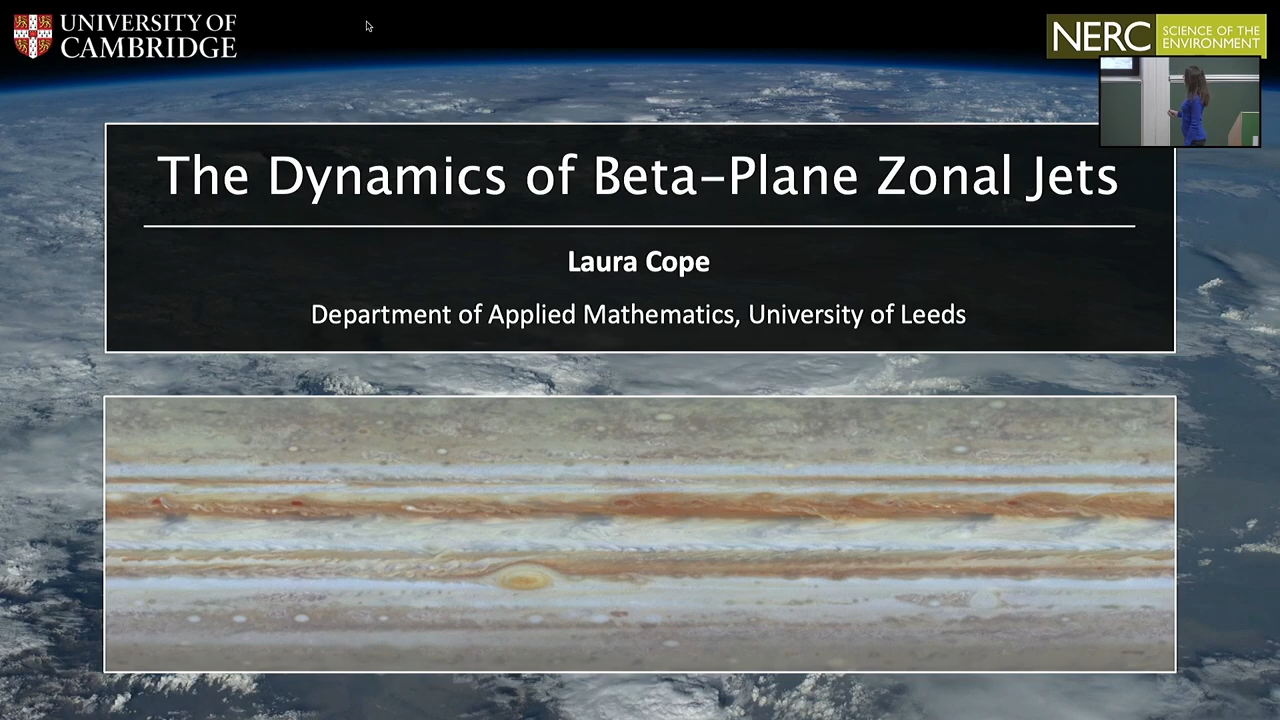 UNIVERSITY OF
CAMBRIDGE
NERC
SCIENCE OF THE
ENVIRONMENT
The Dynamics of Beta–Plane Zonal Jets
Laura Cope
Department of Applied Mathematics, University of Leeds